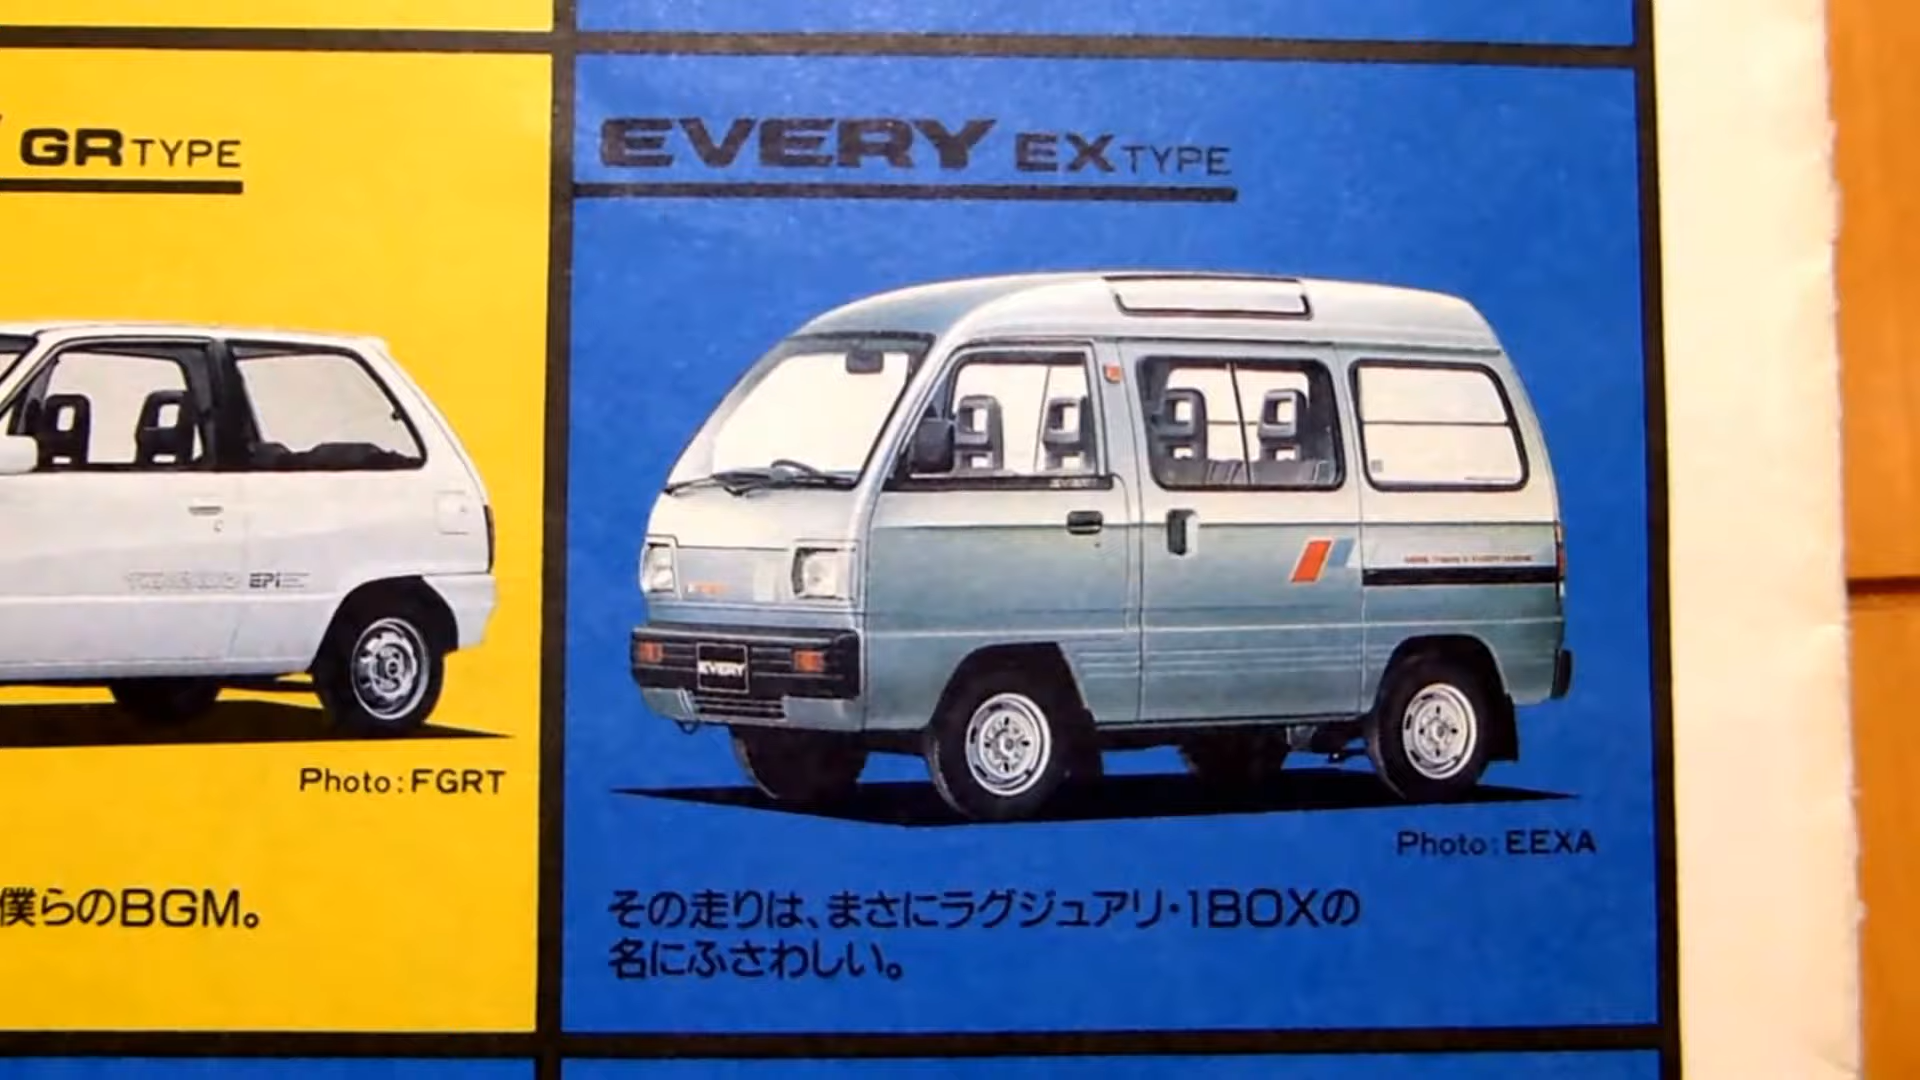 GR TYPE
EPi
Photo:FGRT
僕らのBGM。
EVERY EX TYPE
EVERY
Photo:EEXA
その走りは、まさにラグジュアリ・1BOXの
名にふさわしい。